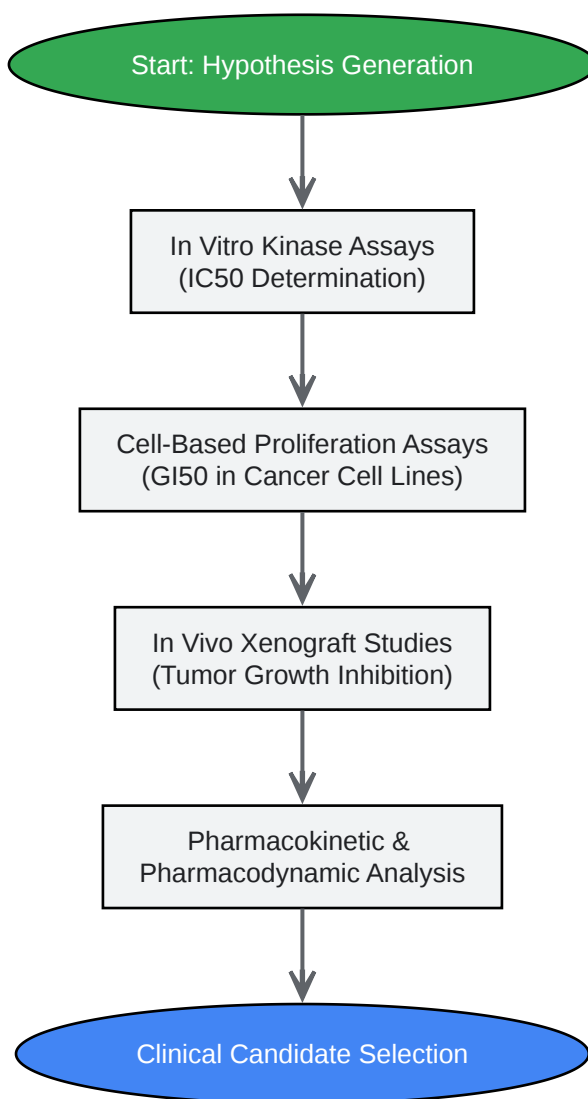 Start: Hypothesis Generation
In Vitro Kinase Assays
(IC50 Determination)
Cell-Based Proliferation Assays
(GI50 in Cancer Cell Lines)
In Vivo Xenograft Studies
(Tumor Growth Inhibition)
Pharmacokinetic &
Pharmacodynamic Analysis
Clinical Candidate Selection